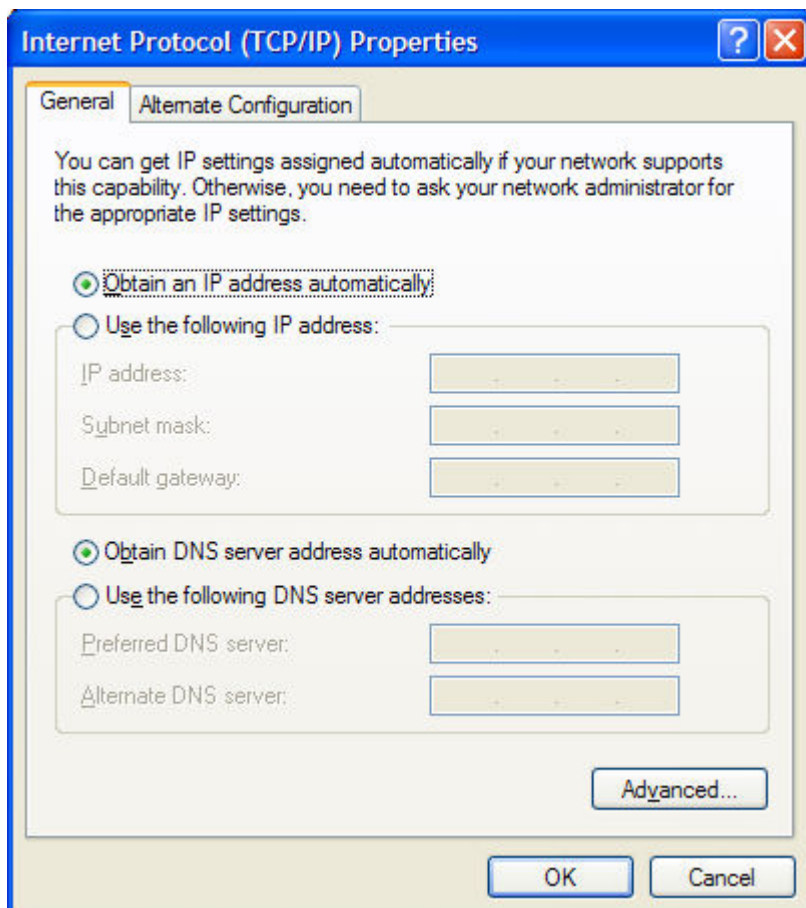 Internet Protocol (TCP/IP) Properties
General
Alternate Configuration
You can get IP settings assigned automatically if your network supports
this capability. Otherwise, you need to ask your network administrator for
the appropriate IP settings.
Obtain an IP address automatically
Use the following IP address:
IP address:
Subnet mask:
Default gateway:
Obtain DNS server address automatically
Use the following DNS server addresses:
Preferred DNS server:
Alternate DNS server:
Advanced...
OK
Cancel